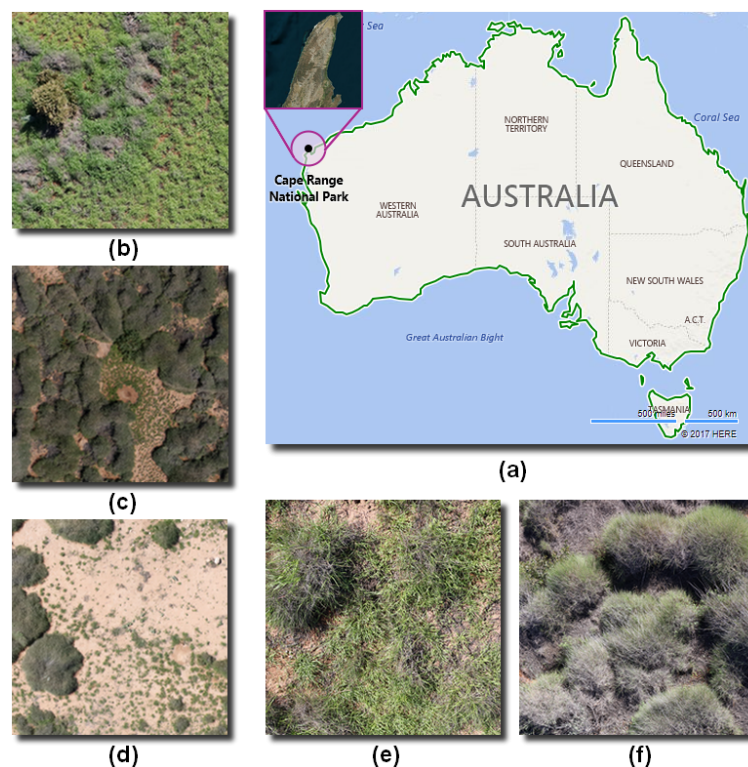 se Sea
NORTHERN
TERRITORY
Coral Sea
Cape Range
National Park
QUEENSLAND
WESTERN
AUSTRALIA
AUSTRALIA
SOUTH AUSTRALIA
NEW SOUTH WALES
A.C.T.
Great Australian Bight
VICTORIA
TASMANIA
500 miles
500 km
© 2017 HERE
(a)
(b)
(c)
(d)
(e)
(f)